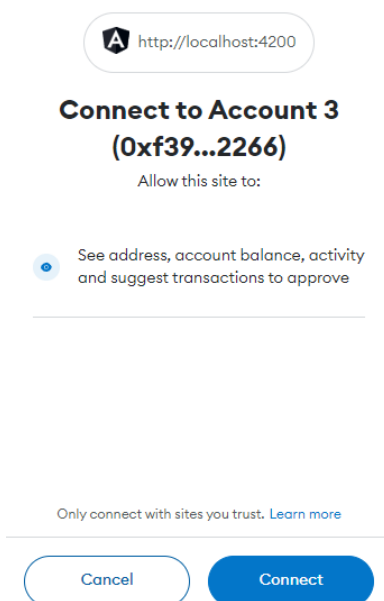 http://localhost:4200
Connect to Account 3
(0xf39...2266)
Allow this site to:
See address, account balance, activity
and suggest transactions to approve
Only connect with sites you trust. Learn more
Cancel
Connect